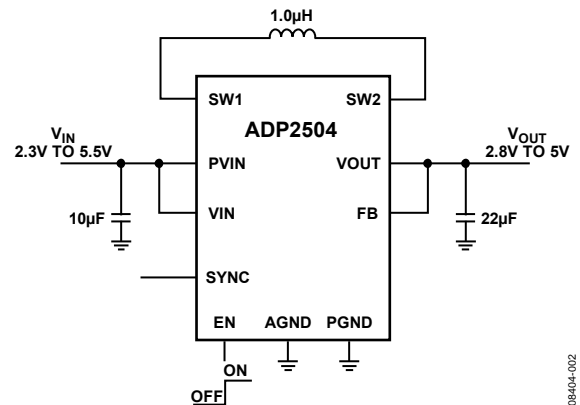 1.0µH
SW1 SW2
ADP2504
VIN
2.3V TO 5.5V
VOUT
2.8V TO 5V
PVIN VOUT
VIN FB
10µF
22µF
SYNC
EN AGND PGND
ON
OFF
08404-002